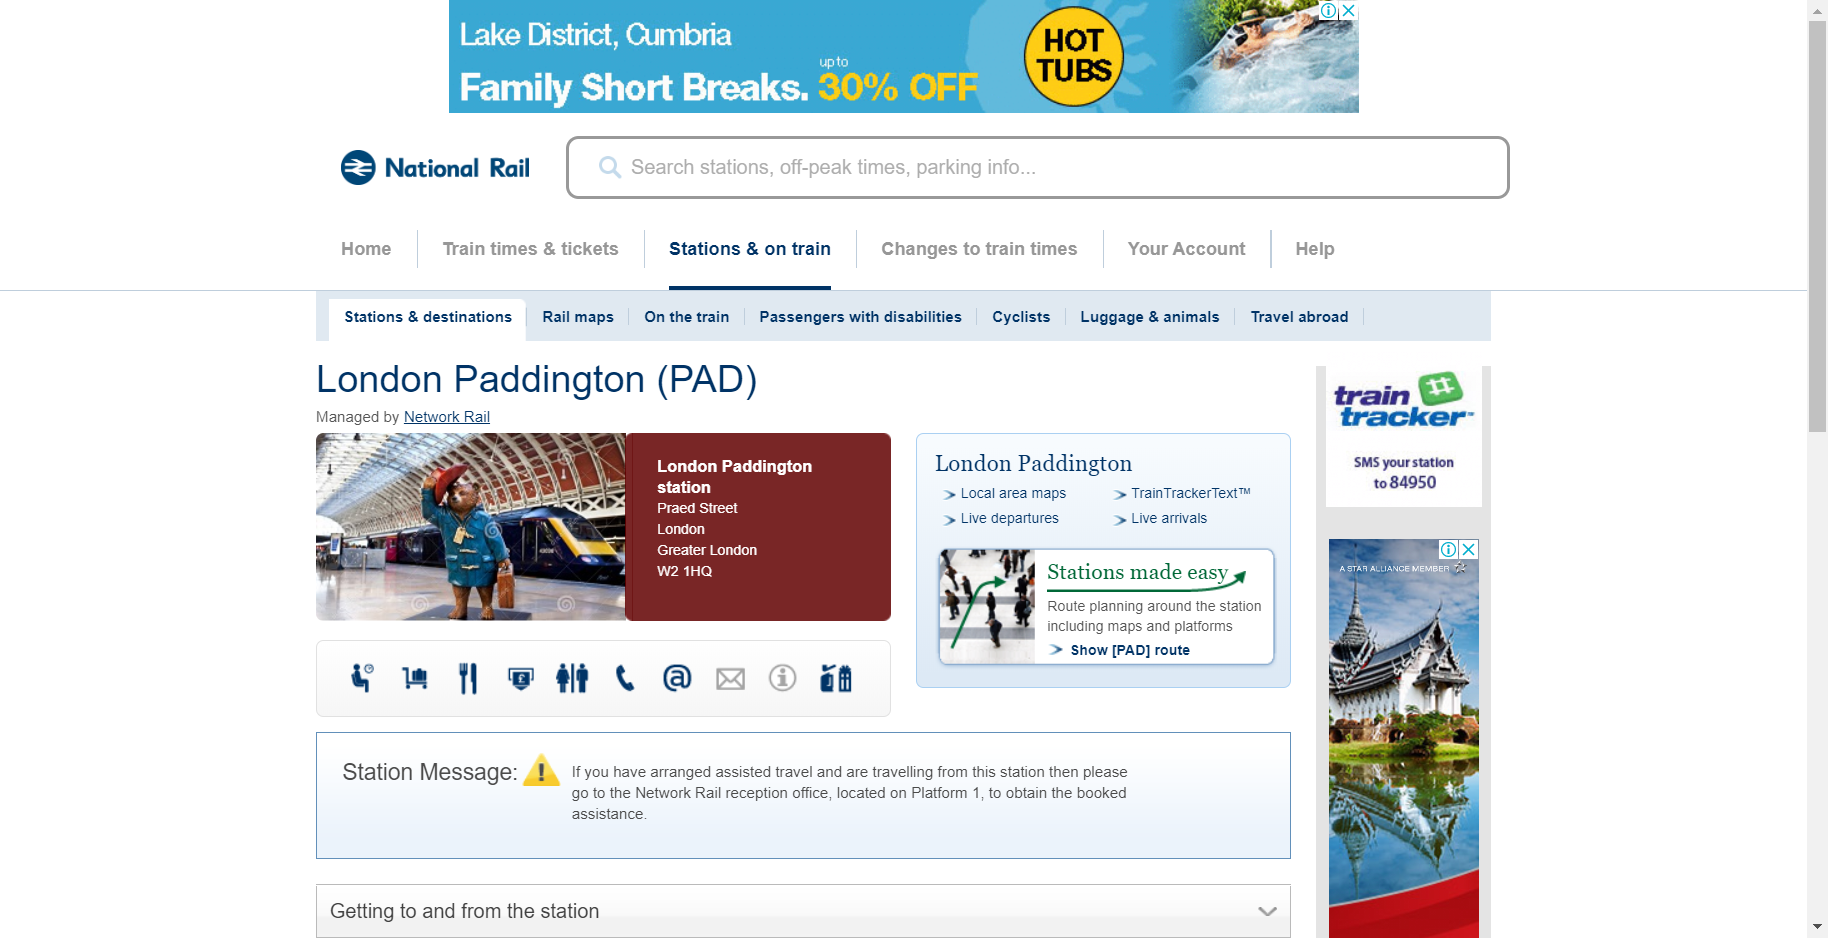 Lake District, Cumbria
Family Short Breaks. up to 30% OFF
HOT
TUBS
National Rail
Search stations, off-peak times, parking info...
Home
Train times & tickets
Stations & on train
Changes to train times
Your Account
Help
Stations & destinations
Rail maps
On the train
Passengers with disabilities
Cyclists
Luggage & animals
Travel abroad
London Paddington (PAD)
Managed by Network Rail
London Paddington
station
Praed Street
London
Greater London
W2 1HQ
London Paddington
Local area maps
TrainTrackerText™
Live departures
Live arrivals
Stations made easy
Route planning around the station
including maps and platforms
Show [PAD] route
train
tracker™
SMS your station
to 84950
A STAR ALLIANCE MEMBER
Station Message:
If you have arranged assisted travel and are travelling from this station then please
go to the Network Rail reception office, located on Platform 1, to obtain the booked
assistance.
Getting to and from the station